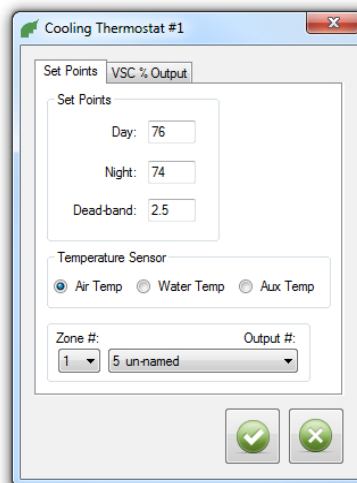 Cooling Thermostat #1
Set Points VSC % Output
Set Points
Day: 76
Night: 74
Dead-band: 2.5
Temperature Sensor
Air Temp Water Temp Aux Temp
Zone #: Output #:
1 5 un-named